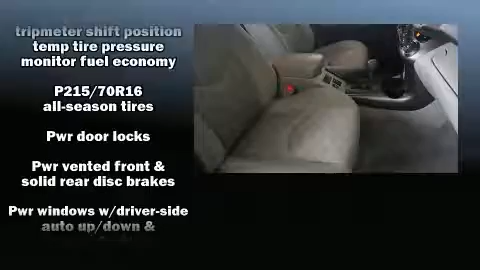 tripmeter shift position
temp tire pressure
monitor fuel economy
P215/70R16
all-season tires
Pwr door locks
Pwr vented front &
solid rear disc brakes
Pwr windows w/driver-side
auto up/down &